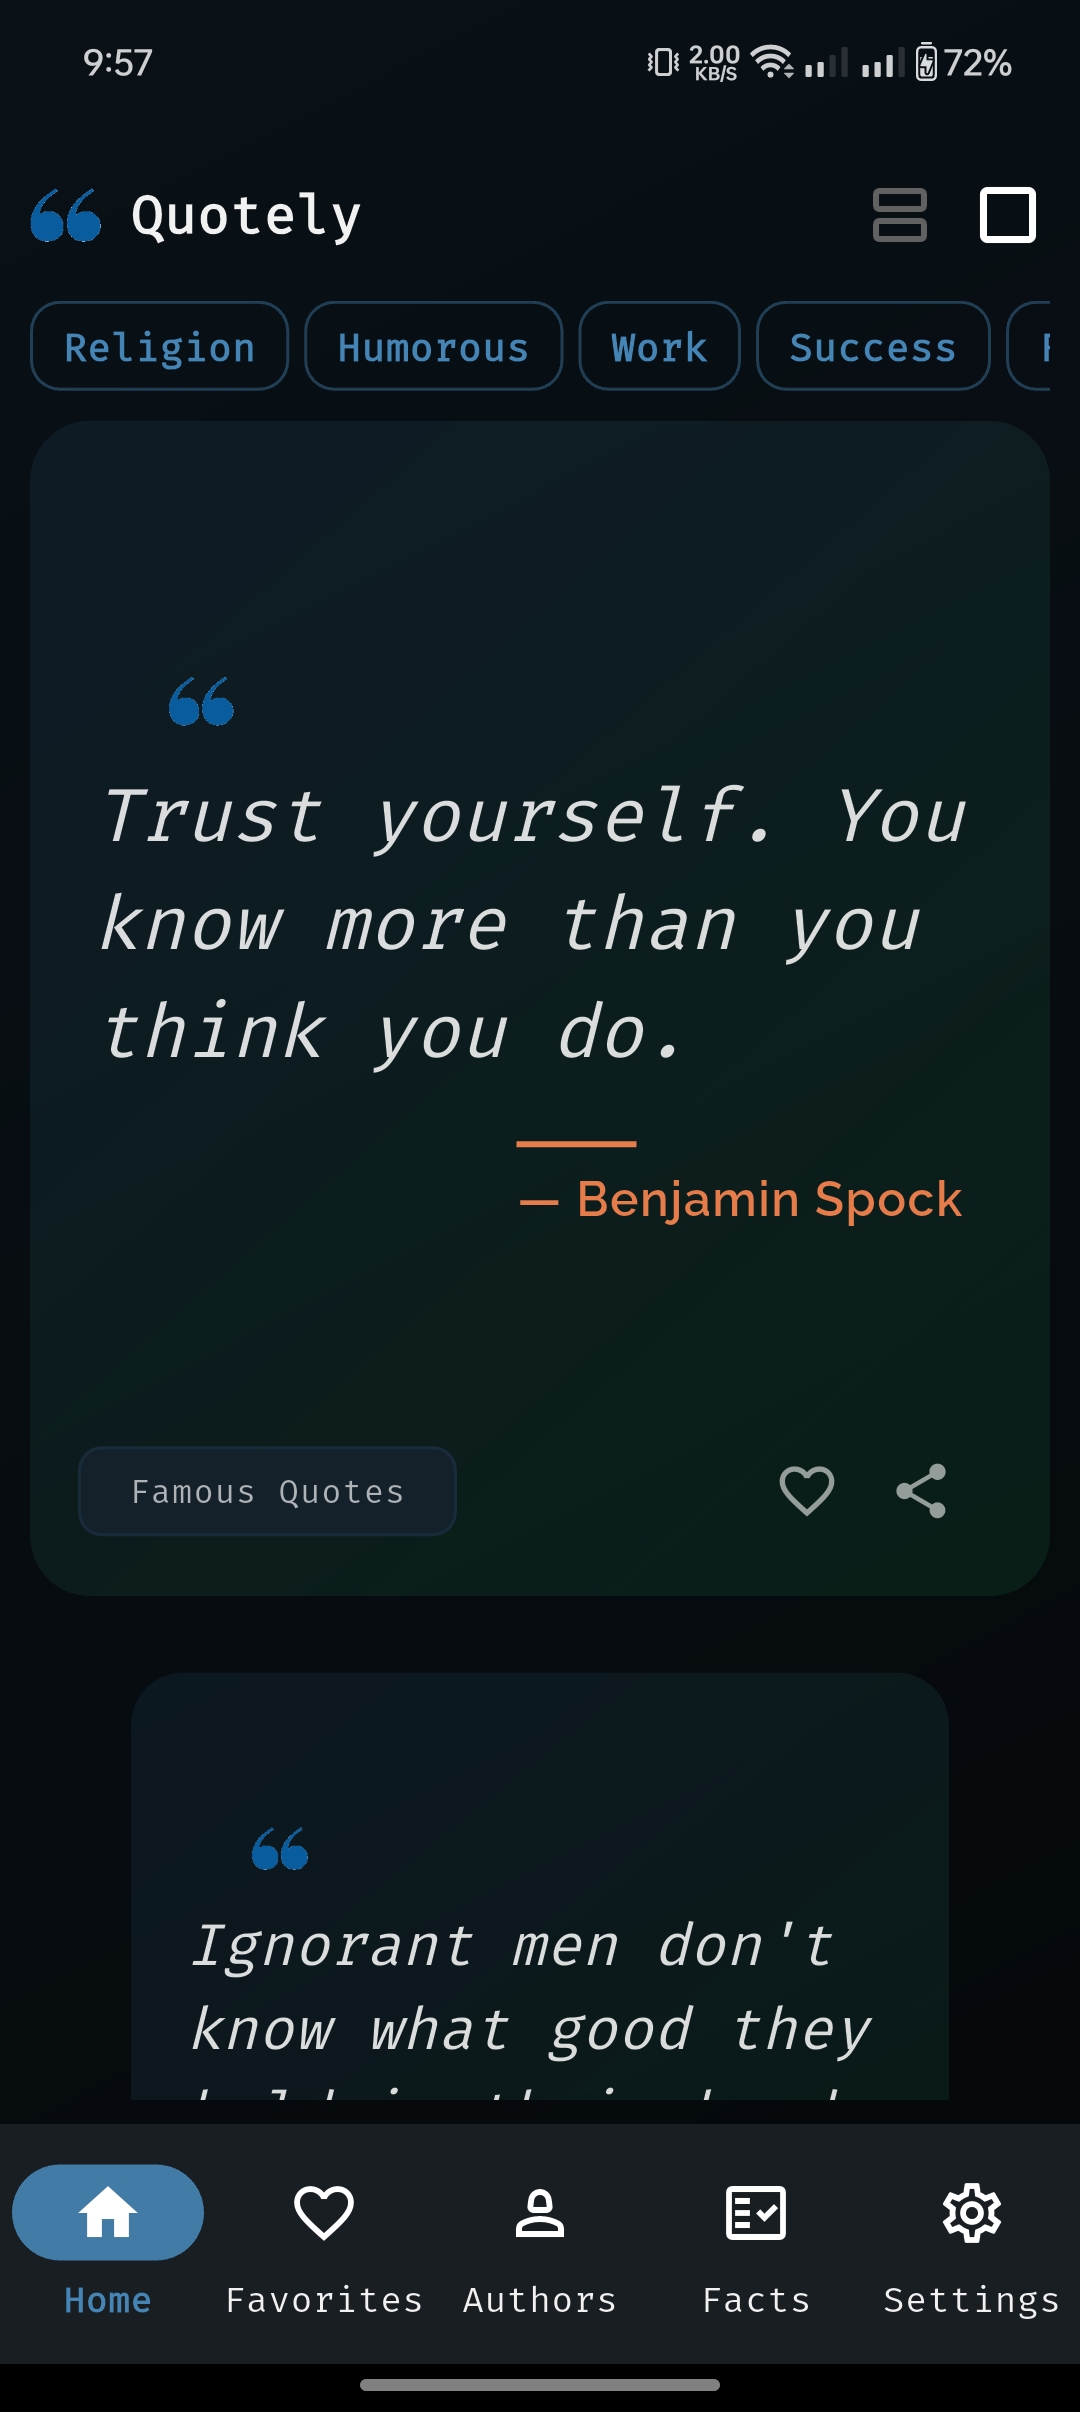 9:57
2.00
KB/S
72%
Quotely
Religion
Humorous
Work
Success
Trust yourself. You
know more than you
think you do.
— Benjamin Spock
Famous Quotes
Ignorant men don't
know what good they
Home
Favorites
Authors
Facts
Settings